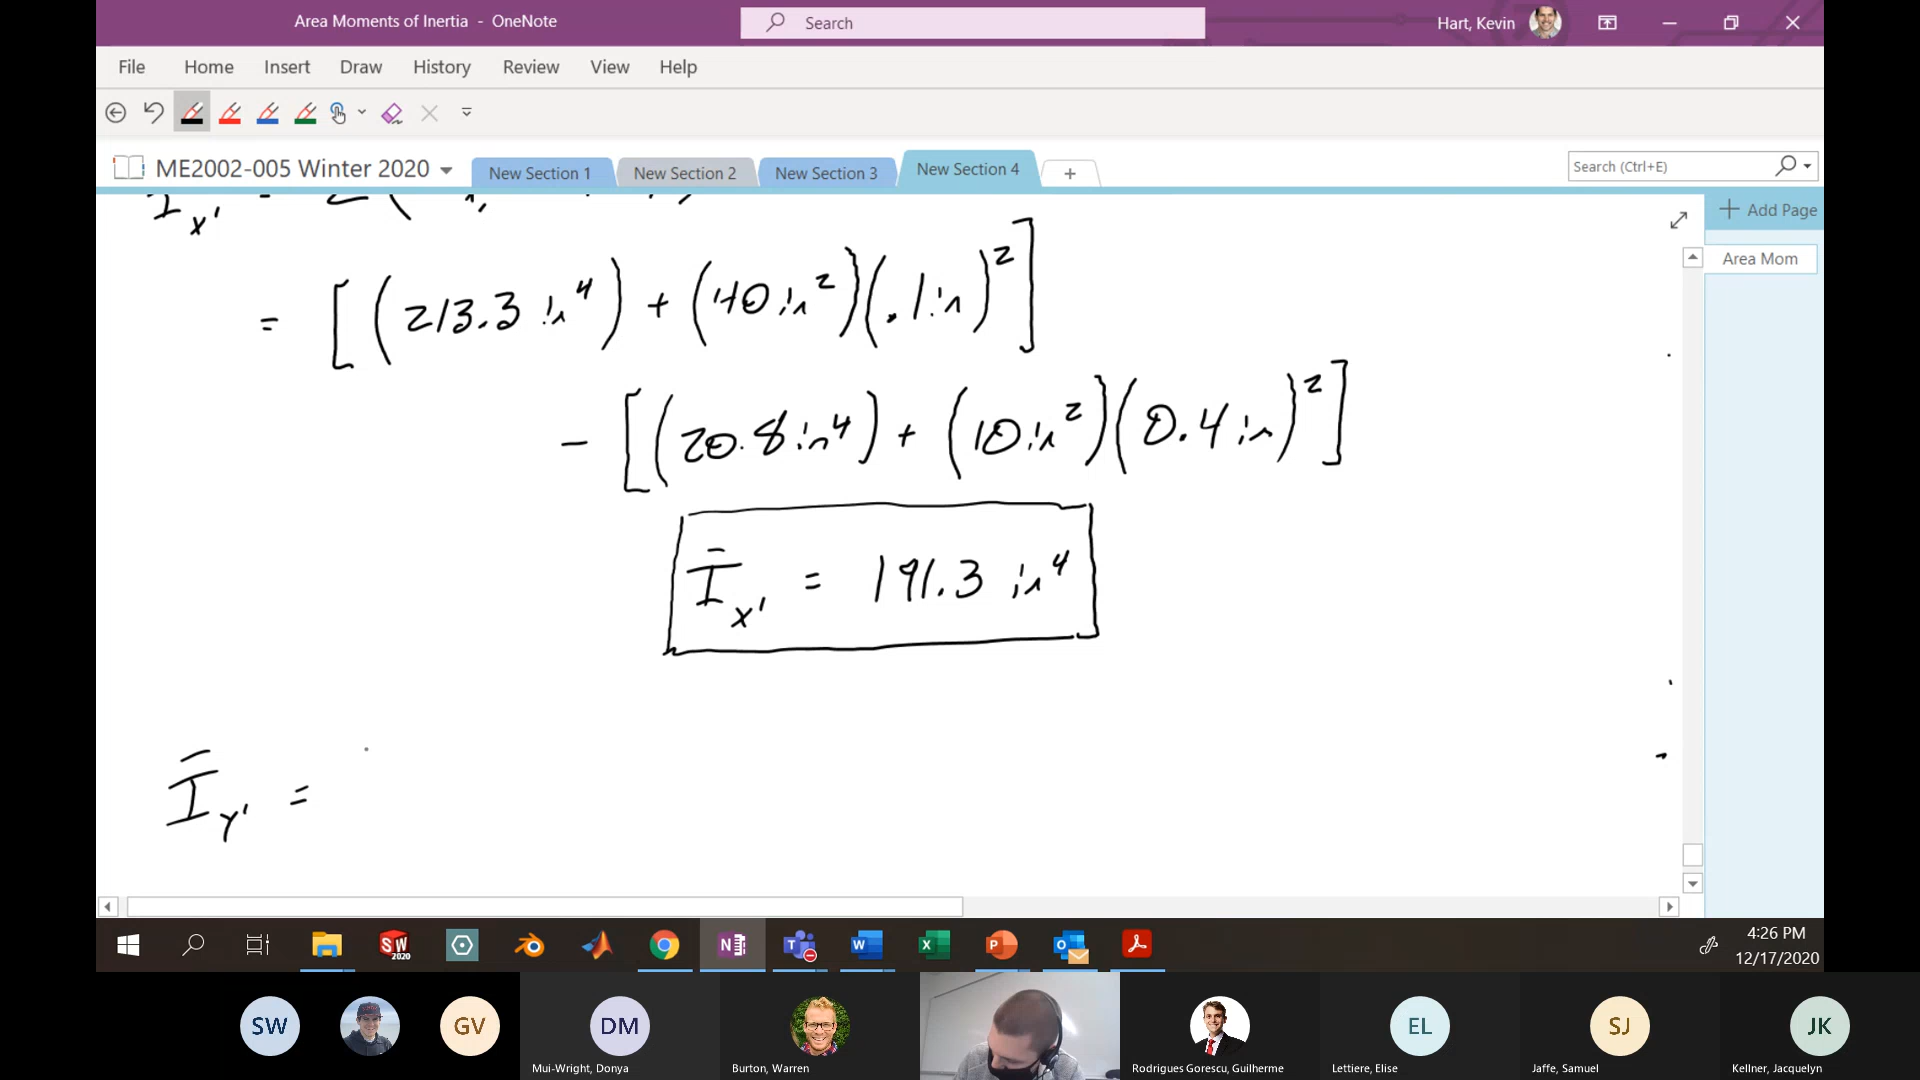 Area Moments of Inertia - OneNote
Search
Hart, Kevin
File Home Insert Draw History Review View Help
ME2002-005 Winter 2020
New Section 1
New Section 2
New Section 3
New Section 4
+
Search (Ctrl+E)
+ Add Page
Area Mom
Ī x' = Σ(
= [(213.3 in⁴) + (40 in²)(.1 in)²]
- [(20.8 in⁴) + (10 in²)(0.4 in)²]
Ī x' = 191.3 in⁴
Ī y' =
4:26 PM
12/17/2020
SW
2020
SW
GV
DM
Mui-Wright, Donya
Burton, Warren
Rodrigues Gorescu, Guilherme
EL
Lettiere, Elise
SJ
Jaffe, Samuel
JK
Kellner, Jacquelyn